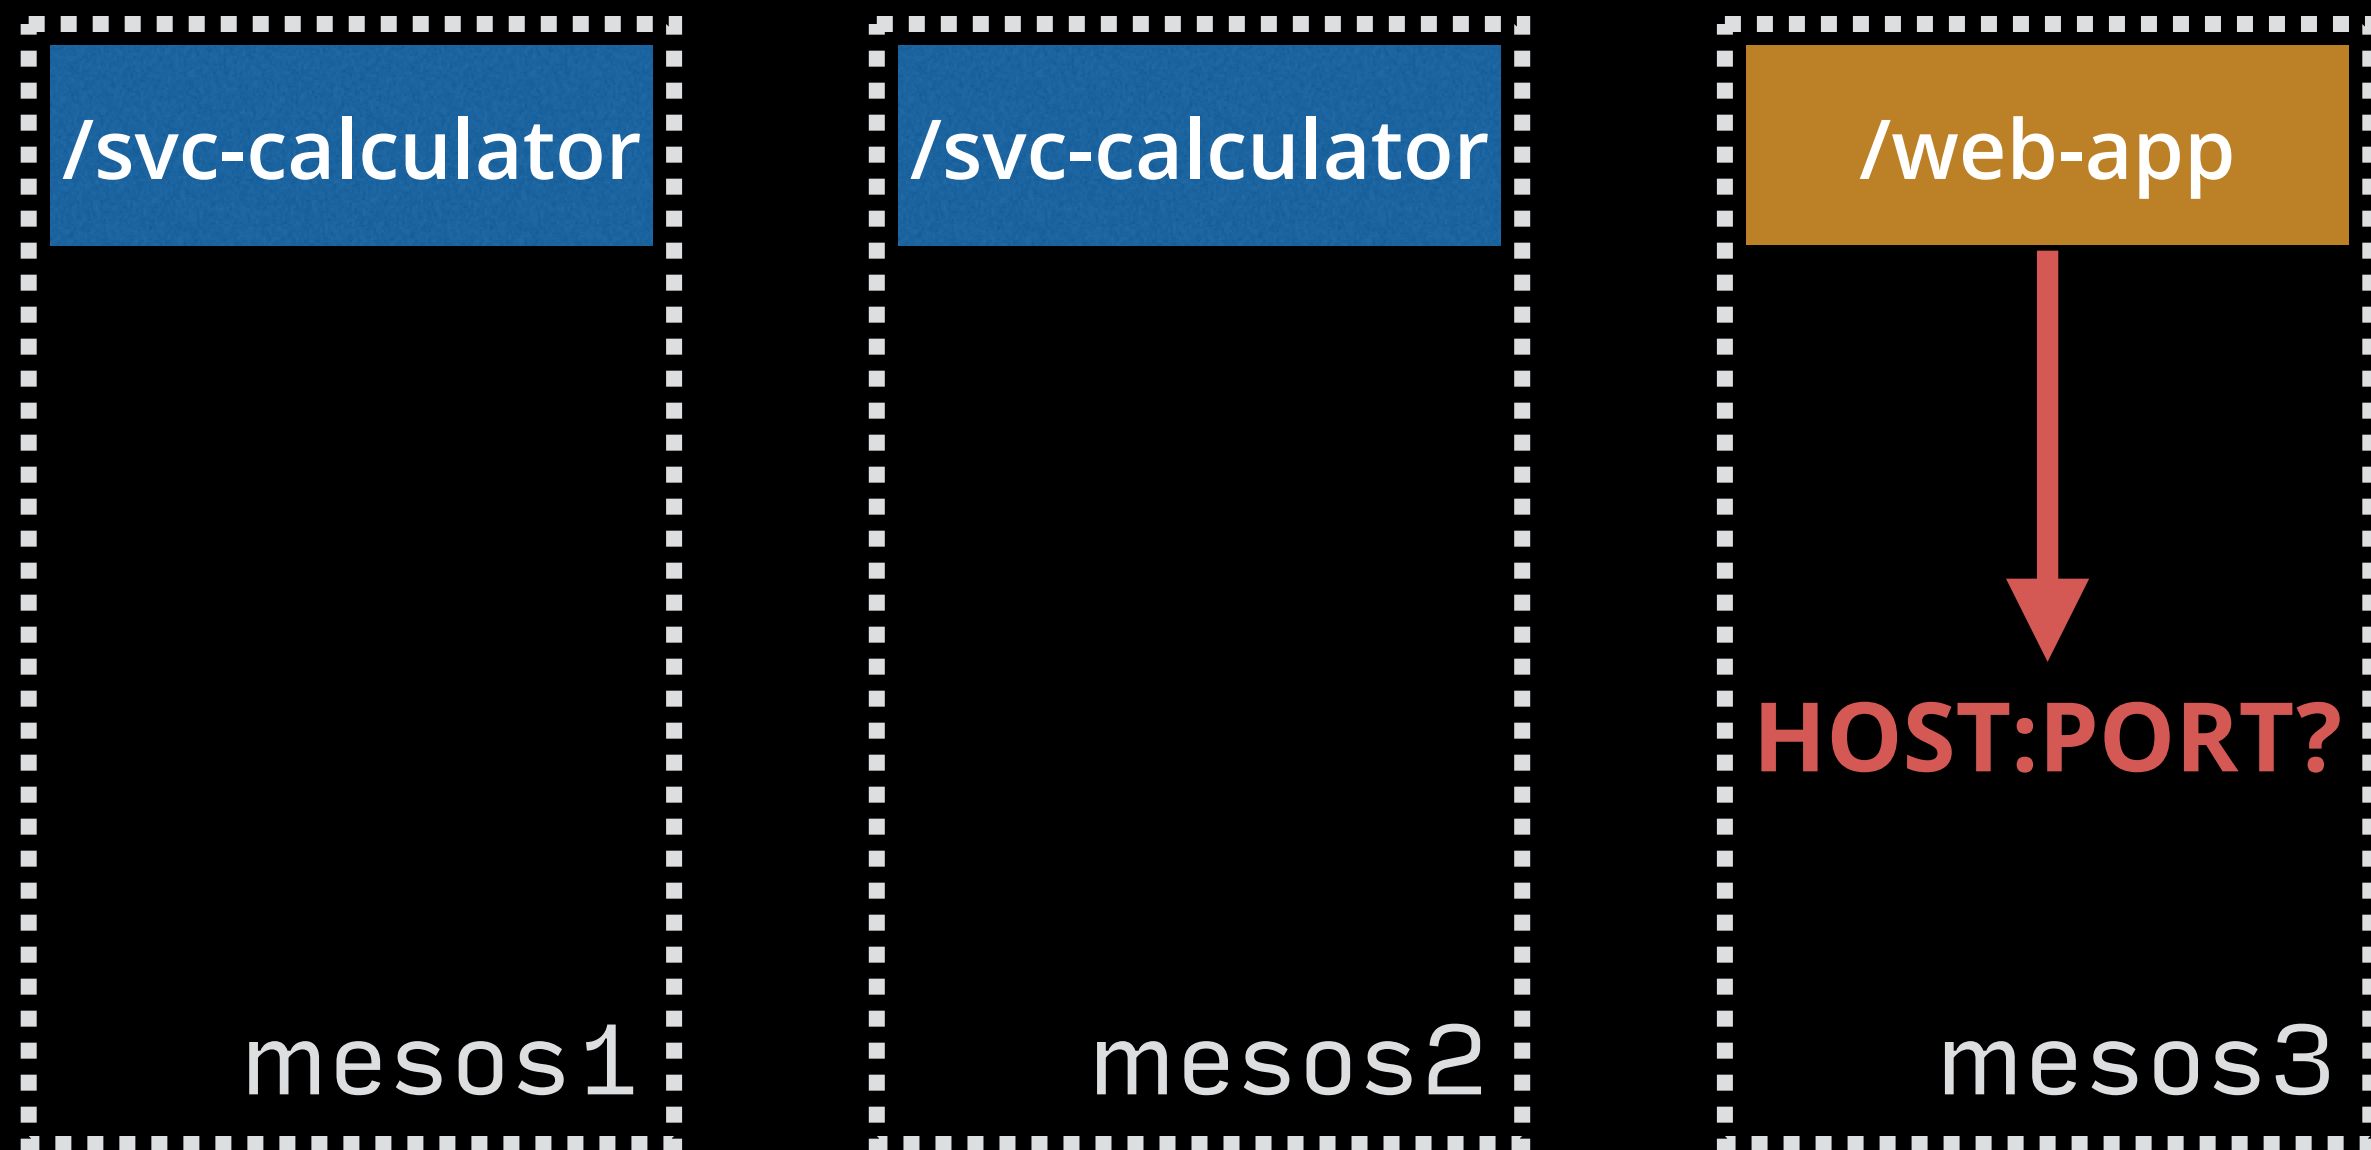 /svc-calculator
/svc-calculator
/web-app
HOST:PORT?
mesos1
mesos2
mesos3